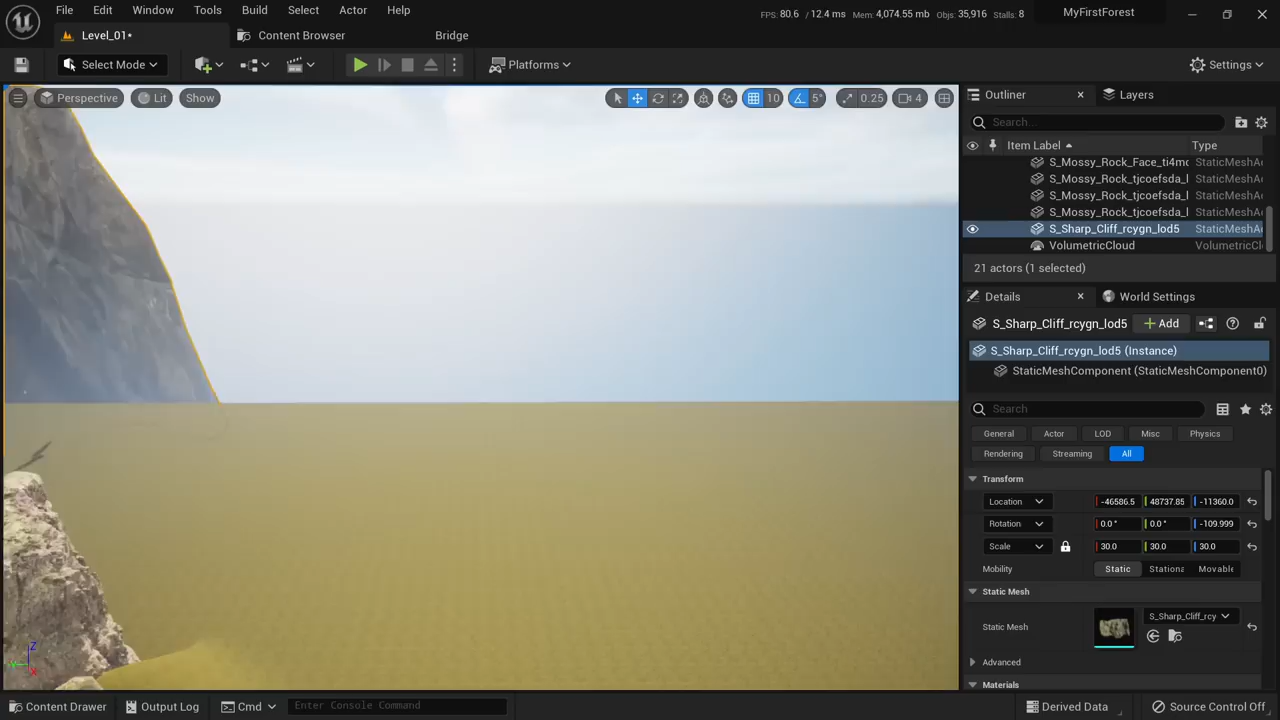 File Edit Window Tools Build Select Actor Help
FPS: 80.6 / 12.4 ms Mem: 4,074.55 mb Objs: 35,916 Stalls: 8
MyFirstForest
Level_01•
Content Browser
Bridge
Select Mode
Platforms
Settings
Perspective
Lit
Show
10
5°
0.25
4
Outliner
Layers
Search...
Item Label
Type
S_Mossy_Rock_Face_ti4mc StaticMeshAc
S_Mossy_Rock_tjcoefsda_l StaticMeshAc
S_Mossy_Rock_tjcoefsda_l StaticMeshAc
S_Mossy_Rock_tjcoefsda_l StaticMeshAc
S_Sharp_Cliff_rcygn_lod5 StaticMeshAc
VolumetricCloud VolumetricCl
21 actors (1 selected)
Details
World Settings
S_Sharp_Cliff_rcygn_lod5
Add
S_Sharp_Cliff_rcygn_lod5 (Instance)
StaticMeshComponent (StaticMeshComponent0)
Search
General Actor LOD Misc Physics
Rendering Streaming All
Transform
Location -46586.5 48737.85 -11360.0
Rotation 0.0° 0.0° -109.999
Scale 30.0 30.0 30.0
Mobility Static Stationa Movable
Static Mesh
Static Mesh S_Sharp_Cliff_rcy
Advanced
Materials
Z
Y
X
Content Drawer
Output Log
Cmd
Enter Console Command
Derived Data
Source Control Off